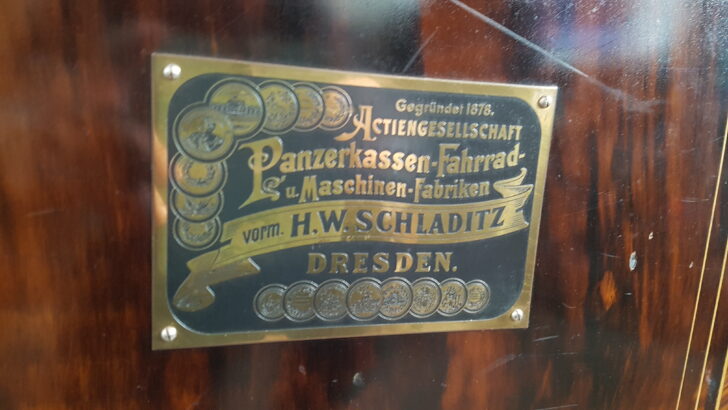 Gegründet 1878.
ACTIENGESELLSCHAFT
Panzerkassen-Fahrrad-
u. Maschinen-Fabriken
vorm. H.W. SCHLADITZ
DRESDEN.